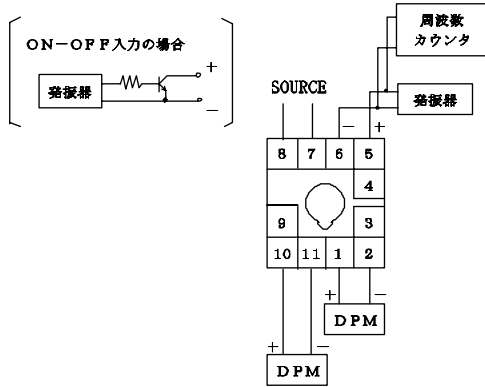 ON-OFF入力の場合
発振器
+
-
周波数
カウンタ
発振器
SOURCE
- +
8 7 6 5
4
9 3
10 11 1 2
+ -
DPM
+ -
DPM